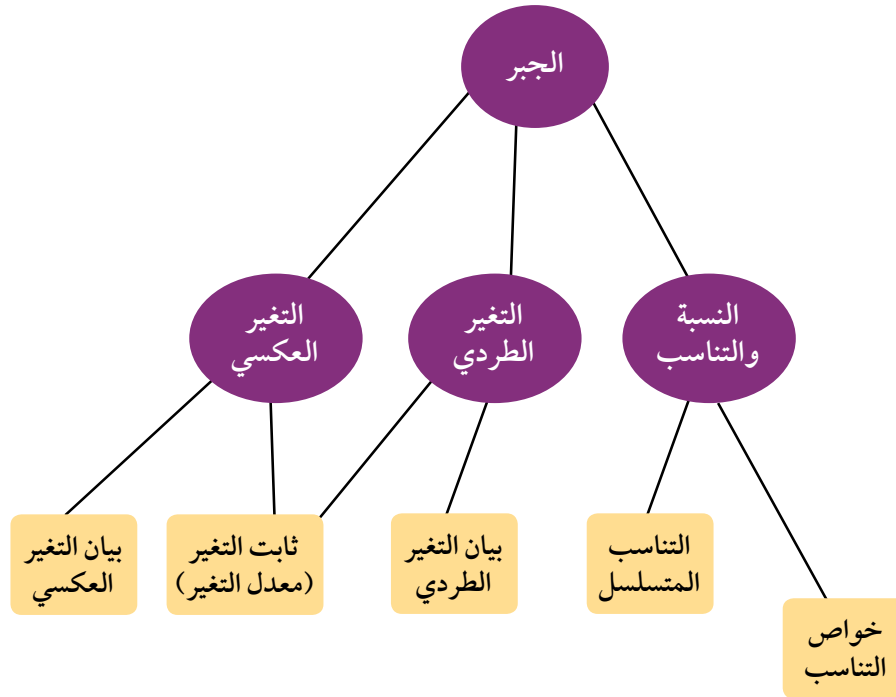 الجبر
النسبة
والتناسب
التغير
الطردي
التغير
العكسي
خواص
التناسب
التناسب
المتسلسل
بيان التغير
الطردي
ثابت التغير
(معدل التغير)
بيان التغير
العكسي